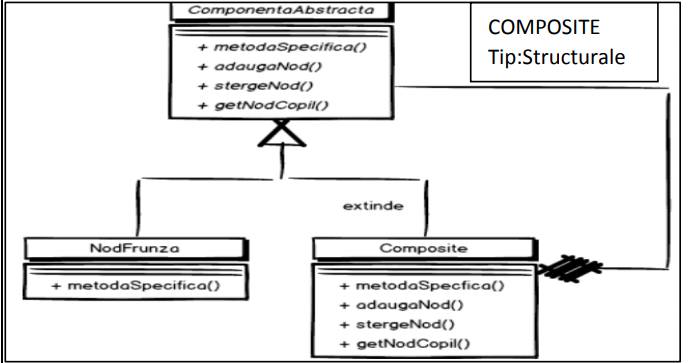 ComponentaAbstracta
+ metodaSpecifica()
+ adaugaNod()
+ stergeNod()
+ getNodCopil()
COMPOSITE
Tip:Structurale
extinde
NodFrunza
+ metodaSpecifica()
Composite
+ metodaSpecfica()
+ adaugaNod()
+ stergeNod()
+ getNodCopil()